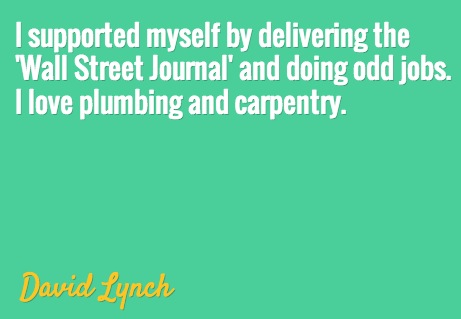 I supported myself by delivering the
'Wall Street Journal' and doing odd jobs.
I love plumbing and carpentry.
David Lynch